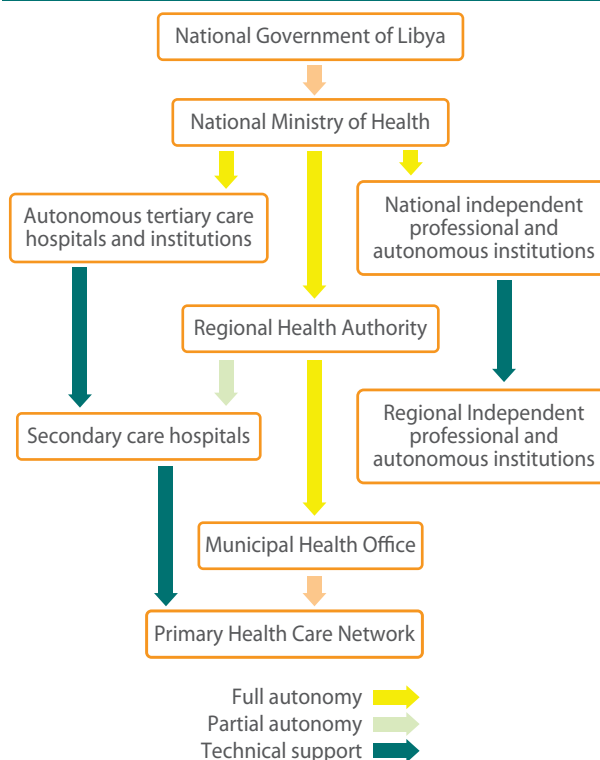 National Government of Libya
National Ministry of Health
Autonomous tertiary care
hospitals and institutions
National independent
professional and
autonomous institutions
Regional Health Authority
Secondary care hospitals
Regional Independent
professional and
autonomous institutions
Municipal Health Office
Primary Health Care Network
Full autonomy
Partial autonomy
Technical support